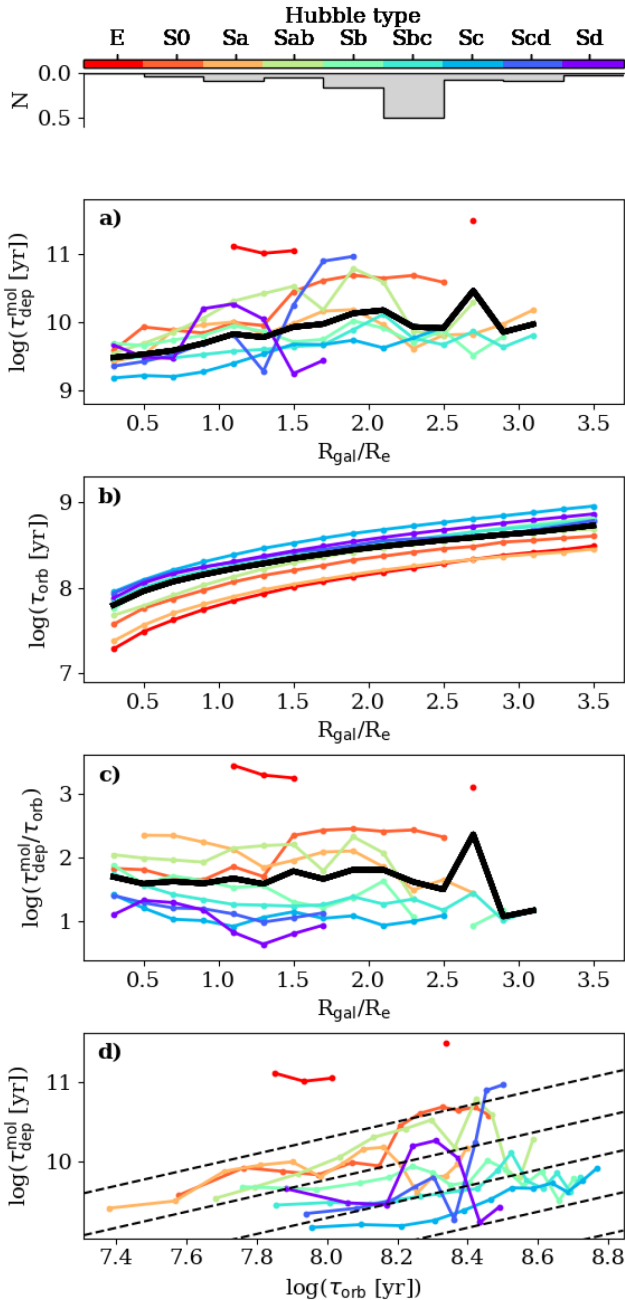 Hubble type
E S0 Sa Sab Sb Sbc Sc Scd Sd
0.0
0.5
N
a)
11
10
9
log(τ_dep^mol [yr])
0.5 1.0 1.5 2.0 2.5 3.0 3.5
R_gal/R_e
b)
9
8
7
log(τ_orb [yr])
0.5 1.0 1.5 2.0 2.5 3.0 3.5
R_gal/R_e
c)
3
2
1
log(τ_dep^mol/τ_orb)
0.5 1.0 1.5 2.0 2.5 3.0 3.5
R_gal/R_e
d)
11
10
log(τ_dep^mol [yr])
7.4 7.6 7.8 8.0 8.2 8.4 8.6 8.8
log(τ_orb [yr])